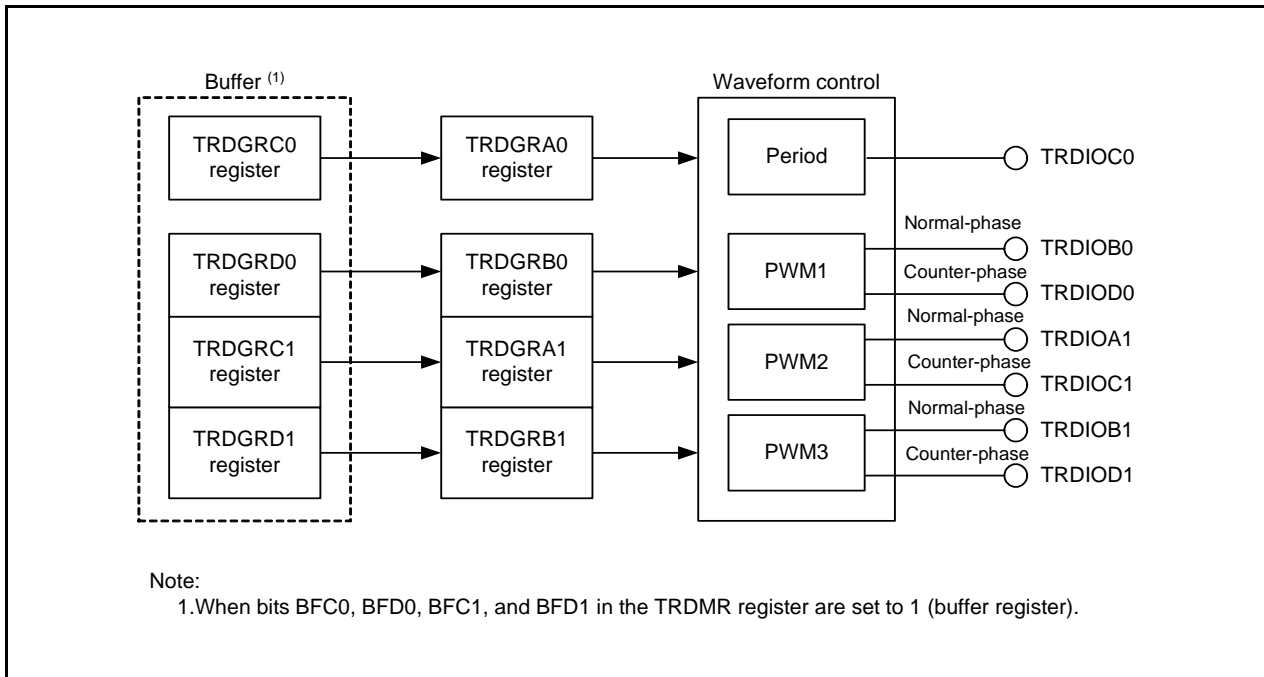 Buffer (1)
Waveform control
TRDGRC0
register
TRDGRA0
register
Period
TRDIOC0
TRDGRD0
register
TRDGRB0
register
PWM1
Normal-phase
TRDIOB0
Counter-phase
TRDIOD0
TRDGRC1
register
TRDGRA1
register
PWM2
Normal-phase
TRDIOA1
Counter-phase
TRDIOC1
TRDGRD1
register
TRDGRB1
register
PWM3
Normal-phase
TRDIOB1
Counter-phase
TRDIOD1
Note:
1.When bits BFC0, BFD0, BFC1, and BFD1 in the TRDMR register are set to 1 (buffer register).